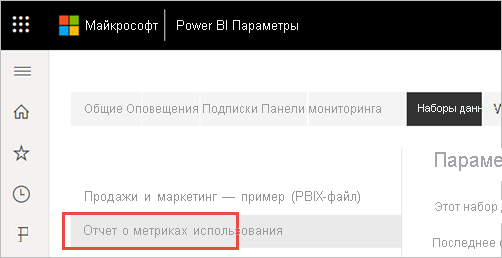 Майкрософт Power BI Параметры
Общие Оповещения Подписки Панели мониторинга Наборы данн
Параме
Продажи и маркетинг — пример (PBIX-файл)
Этот набор д
Отчет о метриках использования
Последнее с